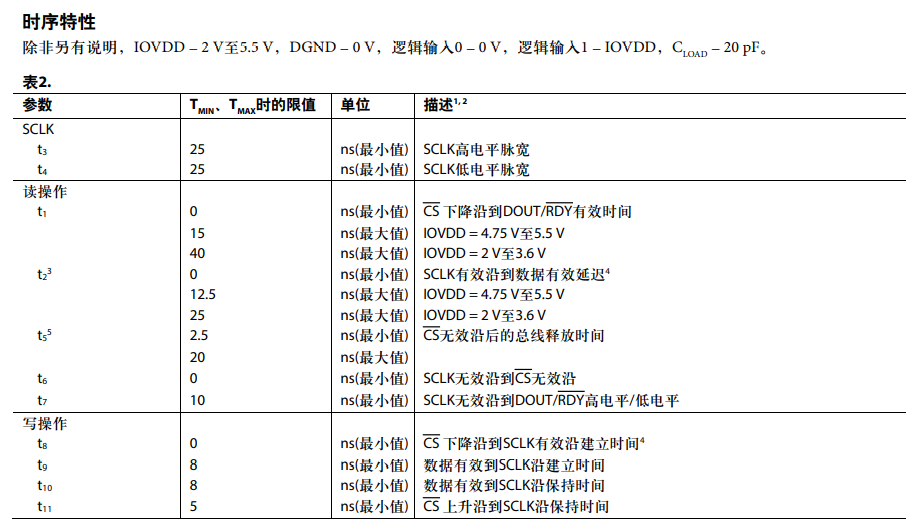 时序特性
除非另有说明，IOVDD – 2 V至5.5 V，DGND – 0 V，逻辑输入0 – 0 V，逻辑输入1 – IOVDD，CLOAD – 20 pF。
表2.
参数 TMIN、TMAX时的限值 单位 描述1, 2
SCLK
t3 25 ns(最小值) SCLK高电平脉宽
t4 25 ns(最小值) SCLK低电平脉宽
读操作
t1 0 ns(最小值) CS 下降沿到DOUT/RDY有效时间
15 ns(最大值) IOVDD = 4.75 V至5.5 V
40 ns(最大值) IOVDD = 2 V至3.6 V
t23 0 ns(最小值) SCLK有效沿到数据有效延迟4
12.5 ns(最大值) IOVDD = 4.75 V至5.5 V
25 ns(最大值) IOVDD = 2 V至3.6 V
t55 2.5 ns(最小值) CS无效沿后的总线释放时间
20 ns(最大值)
t6 0 ns(最小值) SCLK无效沿到CS无效沿
t7 10 ns(最小值) SCLK无效沿到DOUT/RDY高电平/低电平
写操作
t8 0 ns(最小值) CS 下降沿到SCLK有效沿建立时间4
t9 8 ns(最小值) 数据有效到SCLK沿建立时间
t10 8 ns(最小值) 数据有效到SCLK沿保持时间
t11 5 ns(最小值) CS 上升沿到SCLK沿保持时间